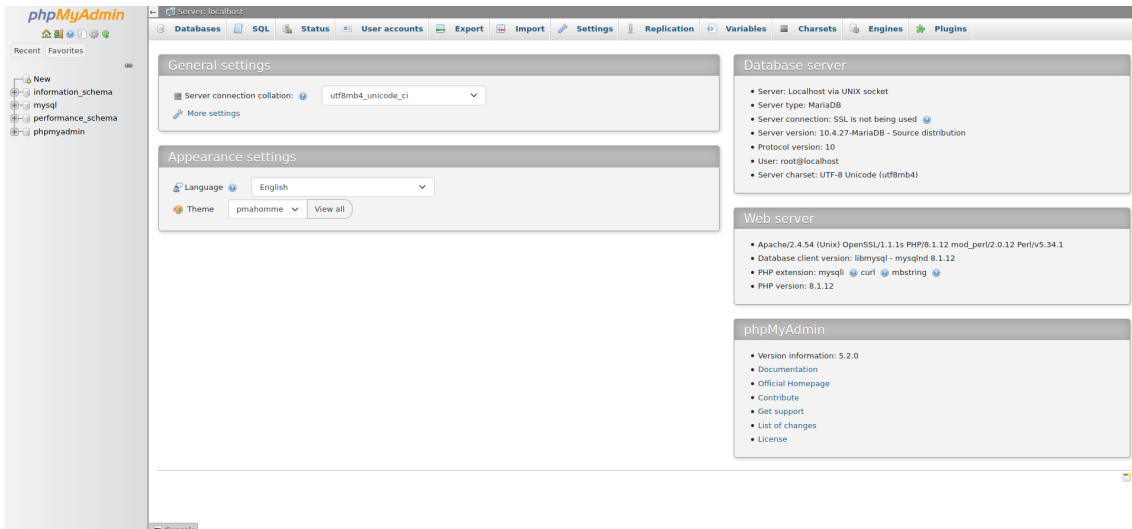 phpMyAdmin
Recent Favorites
New
information_schema
mysql
performance_schema
phpmyadmin
← Server: localhost
Databases SQL Status User accounts Export Import Settings Replication Variables Charsets Engines Plugins
General settings
Server connection collation: utf8mb4_unicode_ci
More settings
Appearance settings
Language English
Theme pmahomme View all
Database server
• Server: Localhost via UNIX socket
• Server type: MariaDB
• Server connection: SSL is not being used
• Server version: 10.4.27-MariaDB - Source distribution
• Protocol version: 10
• User: root@localhost
• Server charset: UTF-8 Unicode (utf8mb4)
Web server
• Apache/2.4.54 (Unix) OpenSSL/1.1.1s PHP/8.1.12 mod_perl/2.0.12 Perl/v5.34.1
• Database client version: libmysql - mysqlnd 8.1.12
• PHP extension: mysqli curl mbstring
• PHP version: 8.1.12
phpMyAdmin
• Version information: 5.2.0
• Documentation
• Official Homepage
• Contribute
• Get support
• List of changes
• License
Console